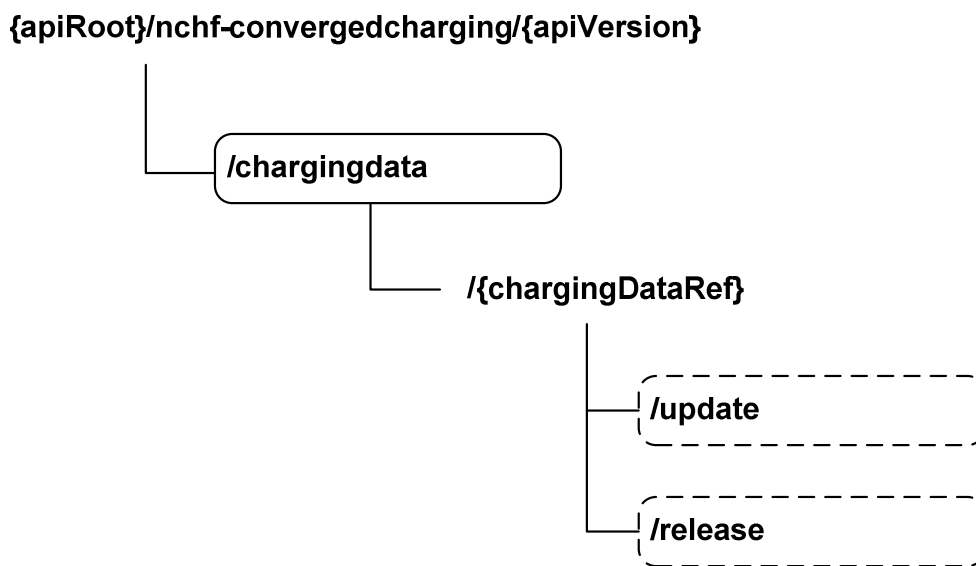 {apiRoot}/nchf-convergedcharging/{apiVersion}
/chargingdata
/{chargingDataRef}
/update
/release